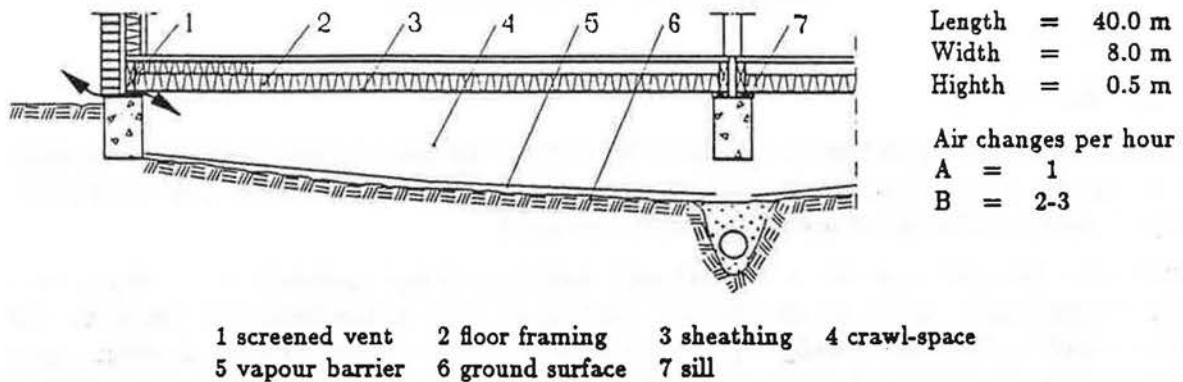 1 2 3 4 5 6 7
Length = 40.0 m
Width = 8.0 m
Highth = 0.5 m
Air changes per hour
A = 1
B = 2-3
1 screened vent 2 floor framing 3 sheathing 4 crawl-space
5 vapour barrier 6 ground surface 7 sill